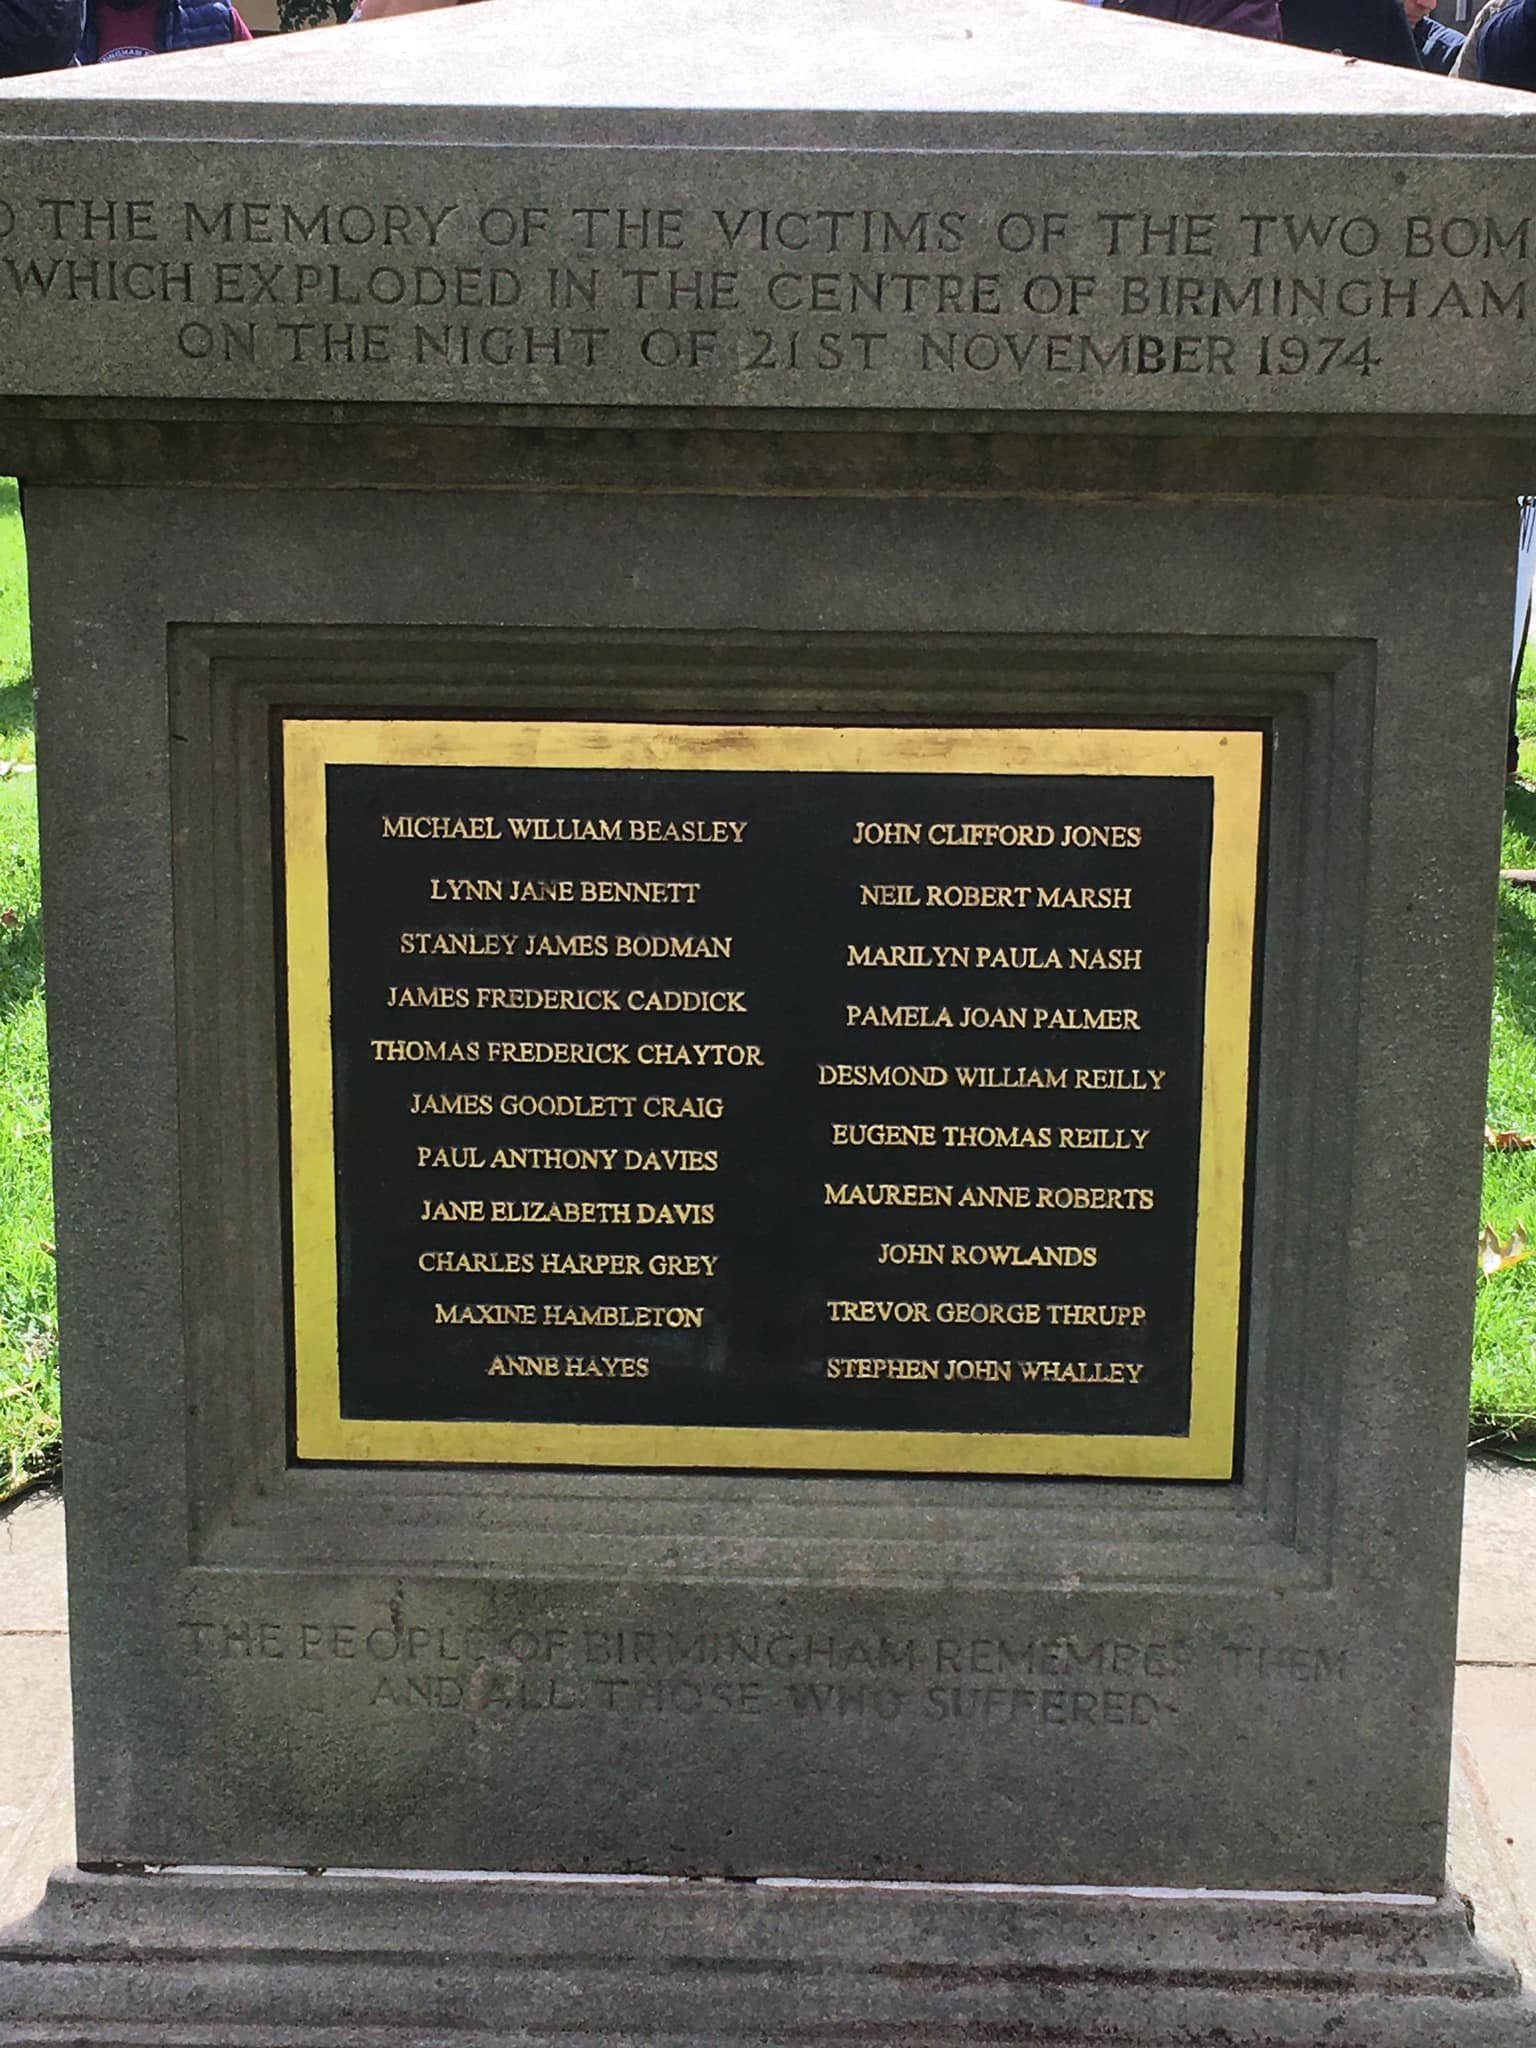 O THE MEMORY OF THE VICTIMS OF THE TWO BOM
WHICH EXPLODED IN THE CENTRE OF BIRMINGHAM
ON THE NIGHT OF 21ST NOVEMBER 1974
MICHAEL WILLIAM BEASLEY
LYNN JANE BENNETT
STANLEY JAMES BODMAN
JAMES FREDERICK CADDICK
THOMAS FREDERICK CHAYTOR
JAMES GOODLETT CRAIG
PAUL ANTHONY DAVIES
JANE ELIZABETH DAVIS
CHARLES HARPER GREY
MAXINE HAMBLETON
ANNE HAYES
JOHN CLIFFORD JONES
NEIL ROBERT MARSH
MARILYN PAULA NASH
PAMELA JOAN PALMER
DESMOND WILLIAM REILLY
EUGENE THOMAS REILLY
MAUREEN ANNE ROBERTS
JOHN ROWLANDS
TREVOR GEORGE THRUPP
STEPHEN JOHN WHALLEY
THE PEOPLE OF BIRMINGHAM REMEMBER THEM
AND ALL THOSE WHO SUFFERED